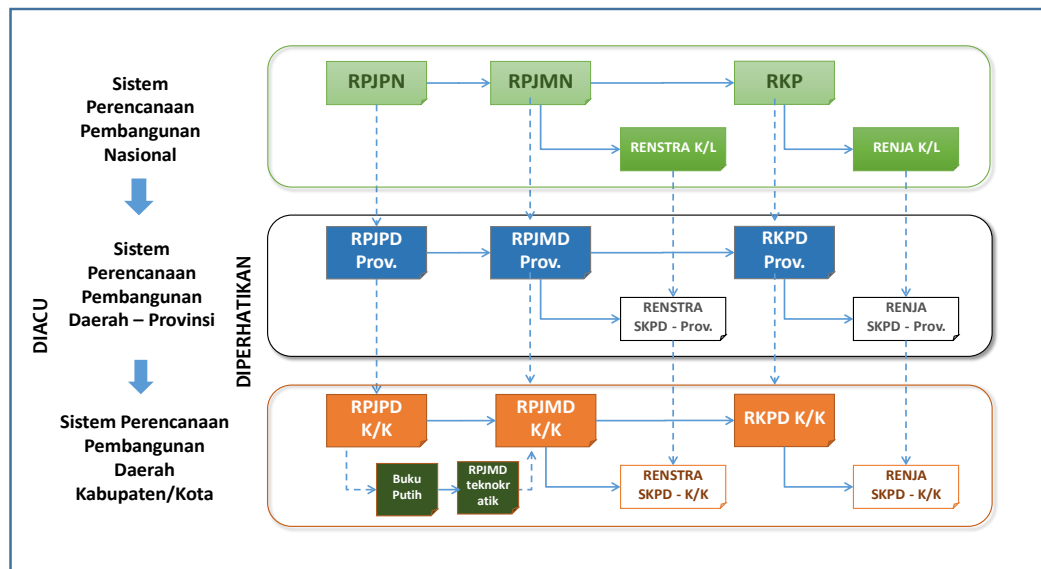 Sistem
Perencanaan
Pembangunan
Nasional
RPJPN
RPJMN
RKP
RENSTRA K/L
RENJA K/L
Sistem
Perencanaan
Pembangunan
Daerah – Provinsi
DIACU
DIPERHATIKAN
RPJPD
Prov.
RPJMD
Prov.
RKPD
Prov.
RENSTRA
SKPD - Prov.
RENJA
SKPD - Prov.
Sistem Perencanaan
Pembangunan
Daerah
Kabupaten/Kota
RPJPD
K/K
RPJMD
K/K
RKPD K/K
Buku
Putih
RPJMD
teknokr
atik
RENSTRA
SKPD - K/K
RENJA
SKPD - K/K